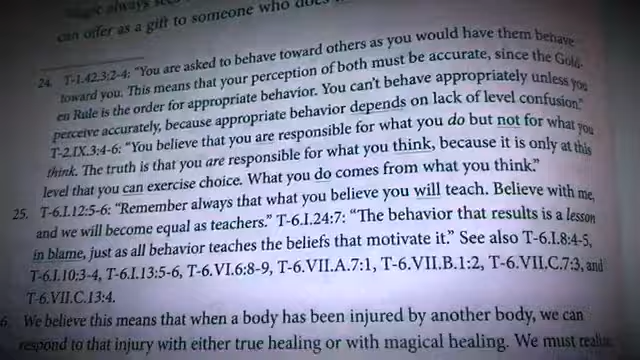 always
can offer as a gift to someone who does
24. T-1.42.3:2-4: “You are asked to behave toward others as you would have them behave
toward you. This means that your perception of both must be accurate, since the Gold-
en Rule is the order for appropriate behavior. You can’t behave appropriately unless you
perceive accurately, because appropriate behavior depends on lack of level confusion.”
T-2.IX.3:4-6: “You believe that you are responsible for what you do but not for what you
think. The truth is that you are responsible for what you think, because it is only at this
level that you can exercise choice. What you do comes from what you think.”
25. T-6.I.12:5-6: “Remember always that what you believe you will teach. Believe with me,
and we will become equal as teachers.” T-6.I.24:7: “The behavior that results is a lesson
in blame, just as all behavior teaches the beliefs that motivate it.” See also T-6.I.8:4-5,
T-6.I.10:3-4, T-6.I.13:5-6, T-6.VI.6:8-9, T-6.VII.A.7:1, T-6.VII.B.1:2, T-6.VII.C.7:3, and
T-6.VII.C.13:4.
6. We believe this means that when a body has been injured by another body, we can
respond to that injury with either true healing or with magical healing. We must realize